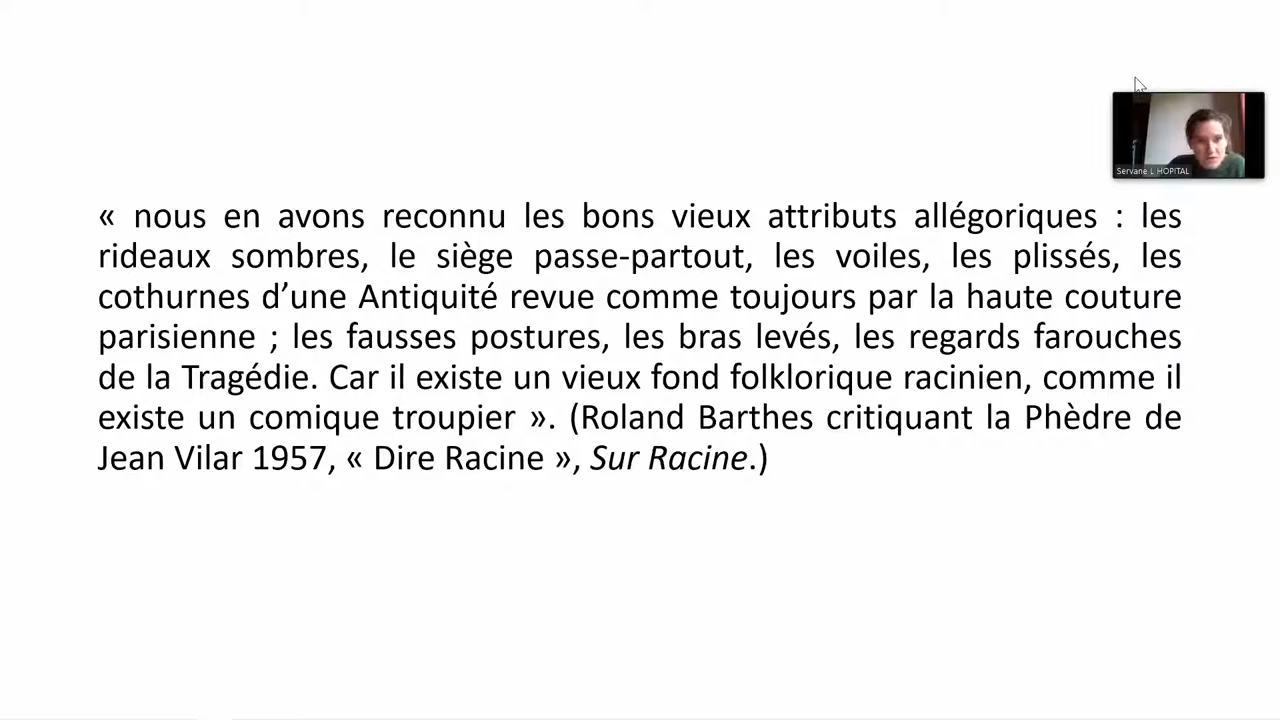 Servane L HOPITAL
« nous en avons reconnu les bons vieux attributs allégoriques : les
rideaux sombres, le siège passe-partout, les voiles, les plissés, les
cothurnes d’une Antiquité revue comme toujours par la haute couture
parisienne ; les fausses postures, les bras levés, les regards farouches
de la Tragédie. Car il existe un vieux fond folklorique racinien, comme il
existe un comique troupier ». (Roland Barthes critiquant la Phèdre de
Jean Vilar 1957, « Dire Racine », Sur Racine.)